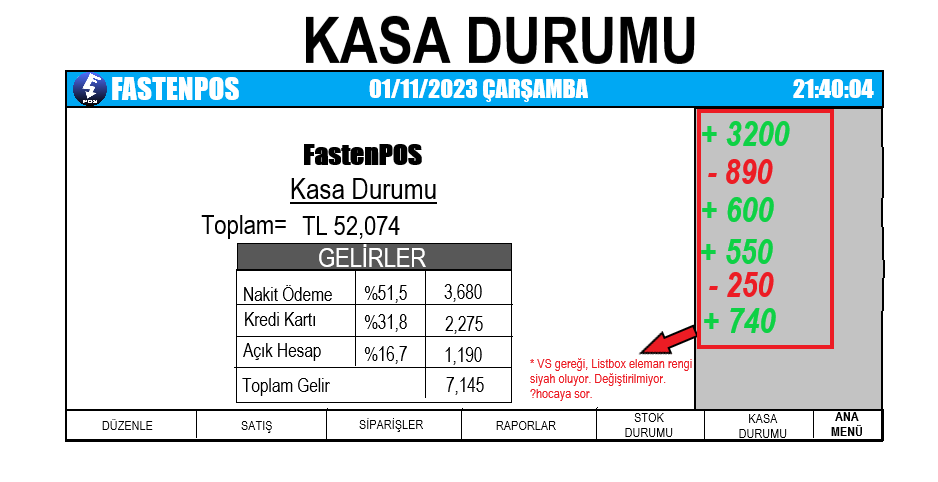 KASA DURUMU
FASTENPOS 01/11/2023 ÇARŞAMBA 21:40:04
FastenPOS
Kasa Durumu
Toplam= TL 52,074
GELİRLER
Nakit Ödeme %51,5 3,680
Kredi Kartı %31,8 2,275
Açık Hesap %16,7 1,190
Toplam Gelir 7,145
+ 3200
- 890
+ 600
+ 550
- 250
+ 740
* VS gereği, Listbox eleman rengi
siyah oluyor. Değiştirilmiyor.
?hocaya sor.
DÜZENLE
SATIŞ
SİPARİŞLER
RAPORLAR
STOK
DURUMU
KASA
DURUMU
ANA
MENÜ
POS